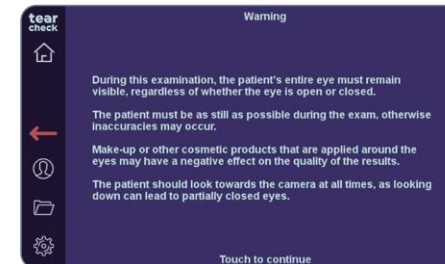 tear
check
Warning
During this examination, the patient's entire eye must remain
visible, regardless of whether the eye is open or closed.
The patient must be as still as possible during the exam, otherwise
inaccuracies may occur.
Make-up or other cosmetic products that are applied around the
eyes may have a negative effect on the quality of the results.
The patient should look towards the camera at all times, as looking
down can lead to partially closed eyes.
Touch to continue